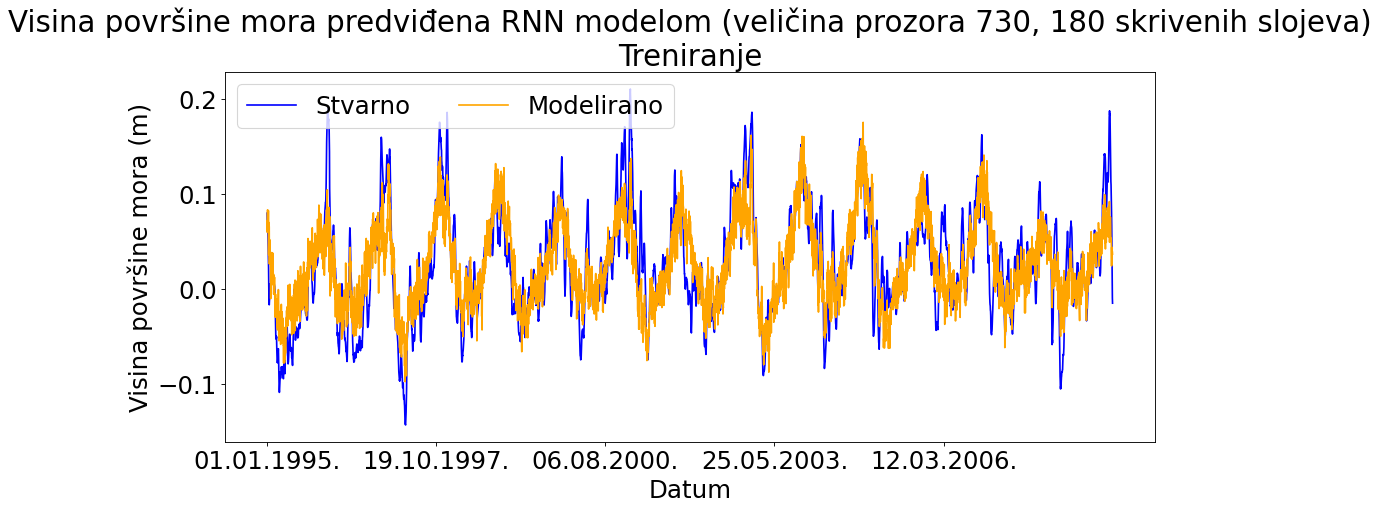 Visina površine mora predviđena RNN modelom (veličina prozora 730, 180 skrivenih slojeva)
Treniranje
Stvarno Modelirano
Visina površine mora (m)
0.2
0.1
0.0
−0.1
01.01.1995. 19.10.1997. 06.08.2000. 25.05.2003. 12.03.2006.
Datum